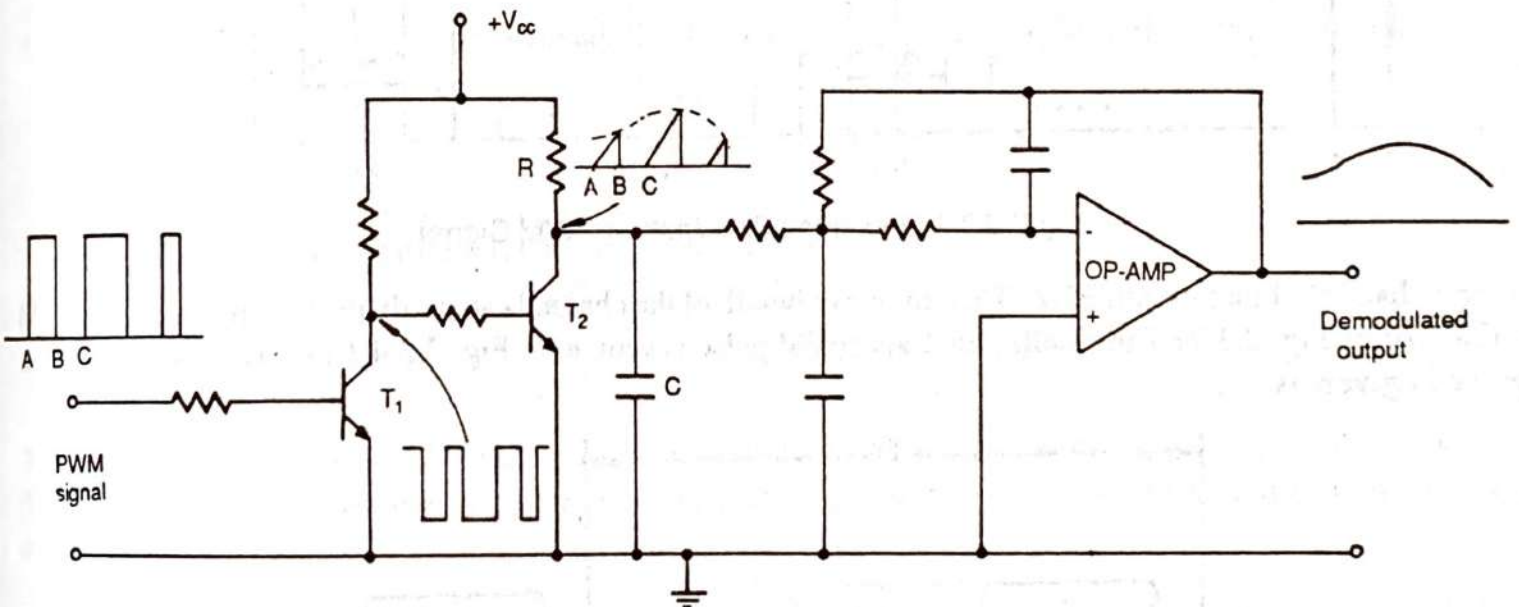 +Vcc
R
A B C
A B C
T1
T2
C
-
OP-AMP
+
PWM
signal
Demodulated
output